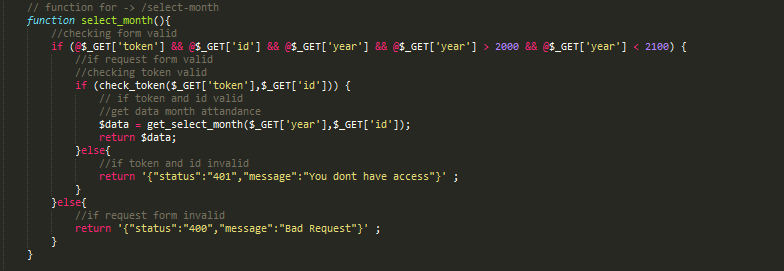 // function for -> /select-month
function select_month(){
//checking form valid
if (@$_GET['token'] && @$_GET['id'] && @$_GET['year'] && @$_GET['year'] > 2000 && @$_GET['year'] < 2100) {
//if request form valid
//checking token valid
if (check_token($_GET['token'],$_GET['id'])) {
// if token and id valid
//get data month attandance
$data = get_select_month($_GET['year'],$_GET['id']);
return $data;
}else{
//if token and id invalid
return '{"status":"401","message":"You dont have access"}' ;
}
}else{
//if request form invalid
return '{"status":"400","message":"Bad Request"}' ;
}
}